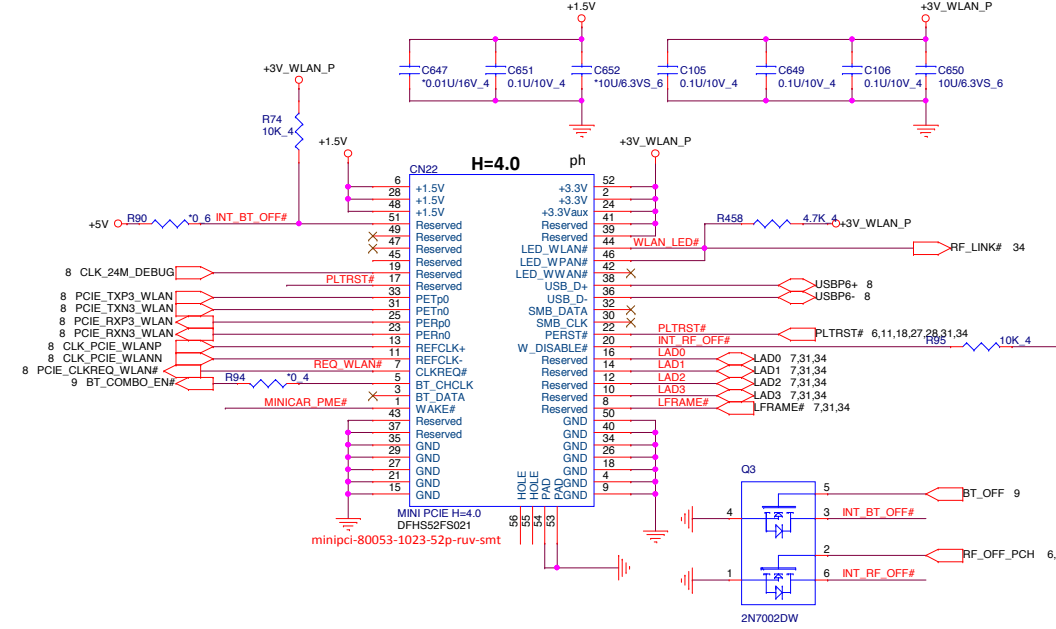 +1.5V
+3V_WLAN_P
C647
*0.01U/16V_4
C651
0.1U/10V_4
C652
*10U/6.3VS_6
C105
0.1U/10V_4
C649
0.1U/10V_4
C106
0.1U/10V_4
C650
10U/6.3VS_6
+3V_WLAN_P
R74
10K_4
+1.5V
+3V_WLAN_P
CN22
H=4.0
ph
+5V
R90
*0_6
INT_BT_OFF#
R458
4.7K_4
+3V_WLAN_P
WLAN_LED#
RF_LINK# 34
6 +1.5V
28 +1.5V
48 +1.5V
51 Reserved
49 Reserved
47 Reserved
45 Reserved
19 Reserved
17 Reserved
33 PETp0
31 PETn0
25 PERp0
23 PERn0
13 REFCLK+
11 REFCLK-
7 CLKREQ#
5 BT_CHCLK
3 BT_DATA
1 WAKE#
43 Reserved
37 Reserved
35 GND
29 GND
27 GND
21 GND
15 GND
+3.3V 52
+3.3V 2
+3.3Vaux 24
Reserved 41
Reserved 39
LED_WLAN# 44
LED_WPAN# 46
LED_WWAN# 42
USB_D+ 38
USB_D- 36
SMB_DATA 32
SMB_CLK 30
PERST# 22
W_DISABLE# 20
Reserved 16
Reserved 14
Reserved 12
Reserved 10
Reserved 8
GND 50
GND 40
GND 34
GND 26
GND 18
GND 4
GND 9
HOLE 56
HOLE 55
PAD 54
PAD 53
8 CLK_24M_DEBUG
PLTRST#
8 PCIE_TXP3_WLAN
8 PCIE_TXN3_WLAN
8 PCIE_RXP3_WLAN
8 PCIE_RXN3_WLAN
8 CLK_PCIE_WLANP
8 CLK_PCIE_WLANN
8 PCIE_CLKREQ_WLAN#
REQ_WLAN#
9 BT_COMBO_EN#
R94
*0_4
MINICAR_PME#
USBP6+ 8
USBP6- 8
PLTRST#
PLTRST# 6,11,18,27,28,31,34
INT_RF_OFF#
R95
10K_4
LAD0
LAD0 7,31,34
LAD1
LAD1 7,31,34
LAD2
LAD2 7,31,34
LAD3
LAD3 7,31,34
LFRAME#
LFRAME# 7,31,34
MINI PCIE H=4.0
DFHS52FS021
minipci-80053-1023-52p-ruv-smt
Q3
5
BT_OFF 9
4
3
INT_BT_OFF#
2
RF_OFF_PCH 6,
1
6
INT_RF_OFF#
2N7002DW